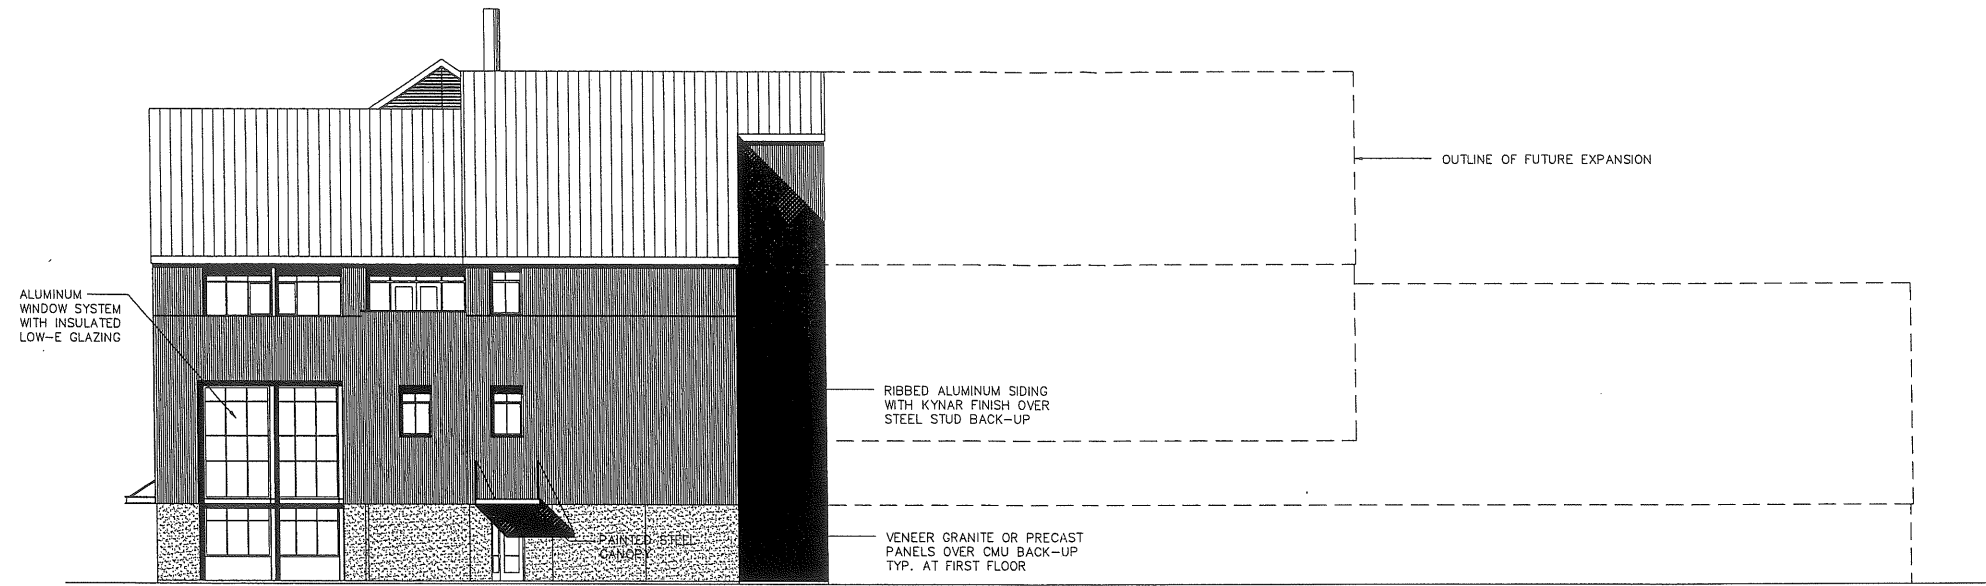 OUTLINE OF FUTURE EXPANSION
ALUMINUM
WINDOW SYSTEM
WITH INSULATED
LOW-E GLAZING
RIBBED ALUMINUM SIDING
WITH KYNAR FINISH OVER
STEEL STUD BACK-UP
PAINTED STEEL
CANOPY
VENEER GRANITE OR PRECAST
PANELS OVER CMU BACK-UP
TYP. AT FIRST FLOOR